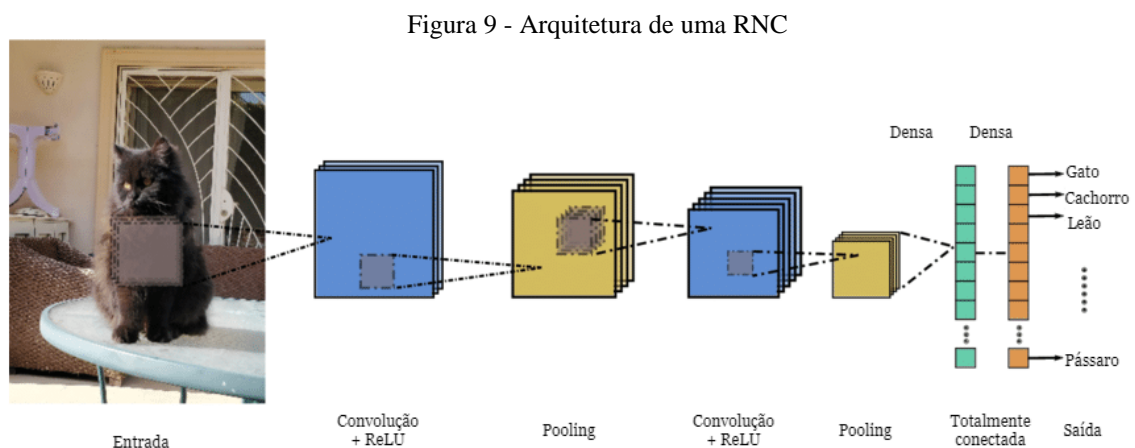 Figura 9 - Arquitetura de uma RNC
Densa Densa
Gato
Cachorro
Leão
Pássaro
Entrada
Convolução
+ ReLU
Pooling
Convolução
+ ReLU
Pooling
Totalmente
conectada
Saída